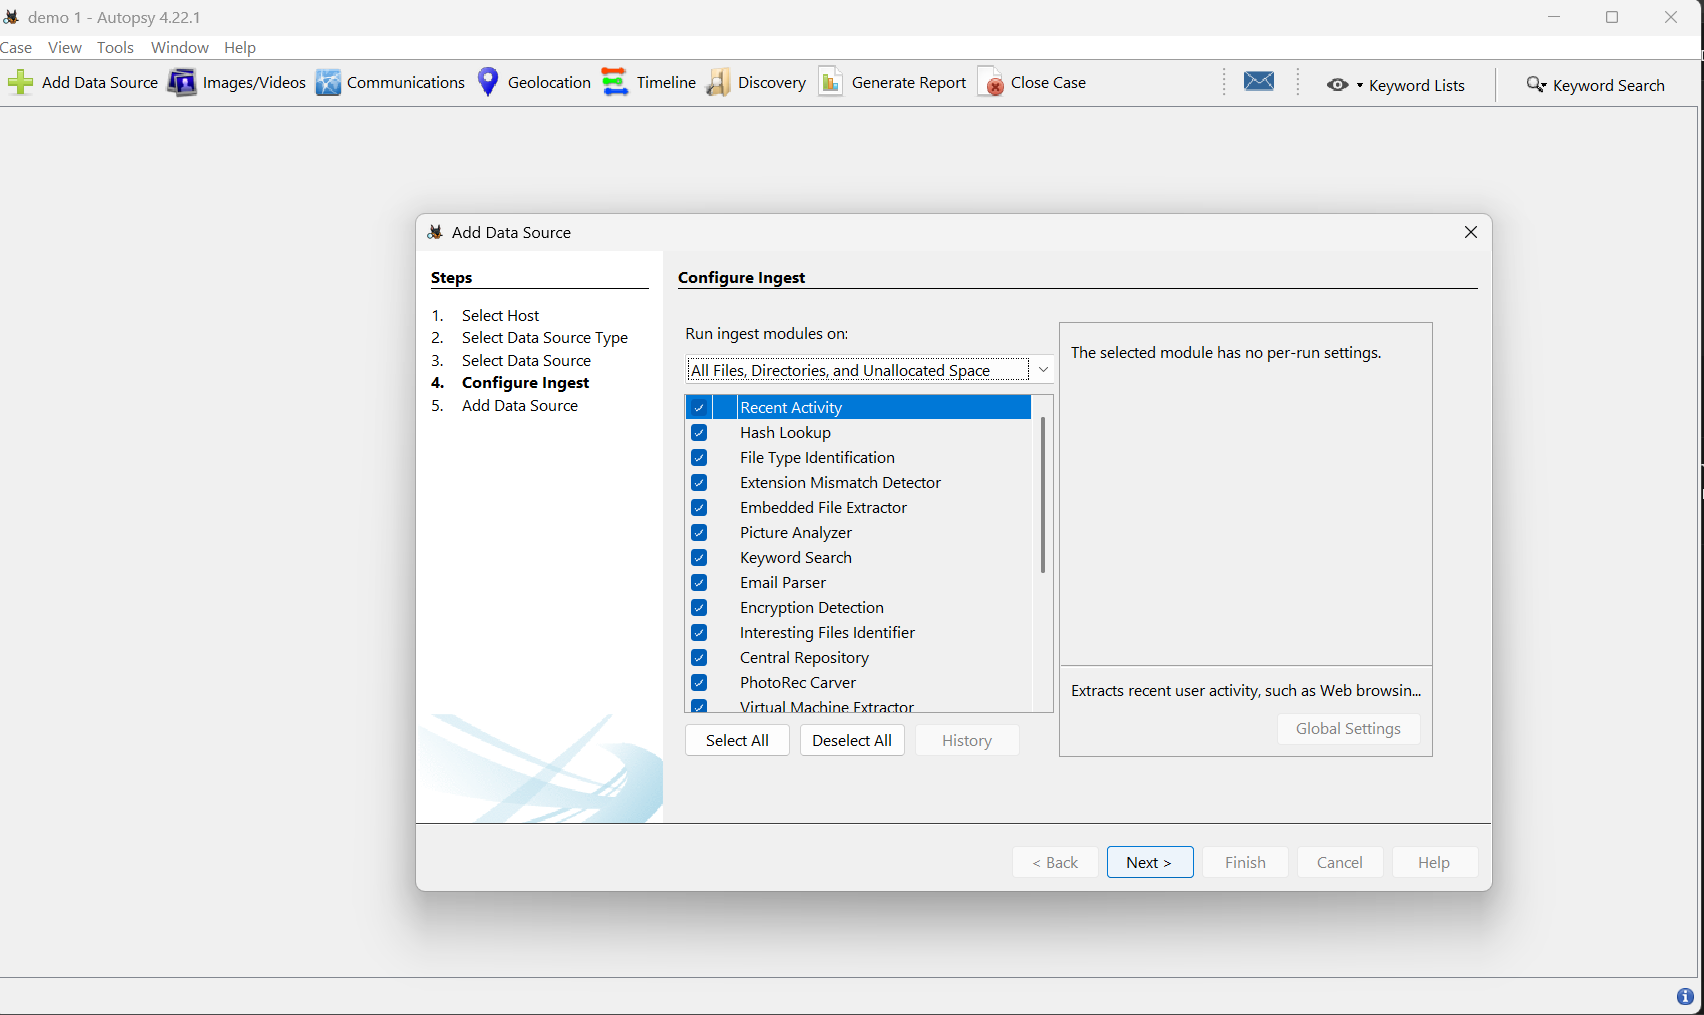 demo 1 - Autopsy 4.22.1
Case View Tools Window Help
Add Data Source Images/Videos Communications Geolocation Timeline Discovery Generate Report Close Case Keyword Lists Keyword Search
Add Data Source
Steps
1. Select Host
2. Select Data Source Type
3. Select Data Source
4. Configure Ingest
5. Add Data Source
Configure Ingest
Run ingest modules on:
All Files, Directories, and Unallocated Space
Recent Activity
Hash Lookup
File Type Identification
Extension Mismatch Detector
Embedded File Extractor
Picture Analyzer
Keyword Search
Email Parser
Encryption Detection
Interesting Files Identifier
Central Repository
PhotoRec Carver
Virtual Machine Extractor
Select All Deselect All History
The selected module has no per-run settings.
Extracts recent user activity, such as Web browsin...
Global Settings
< Back Next > Finish Cancel Help